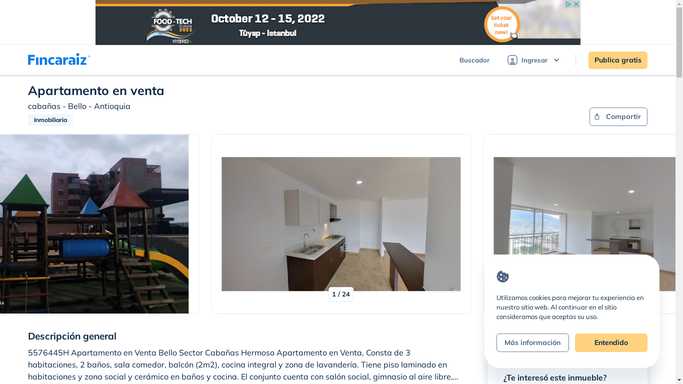 FOOD-TECH
October 12 - 15, 2022
Tüyap - Istanbul
Get your
ticket
now!
Fincaraiz
Buscador
Ingresar
Publica gratis
Apartamento en venta
cabañas - Bello - Antioquia
Inmobiliaria
Compartir
1 / 24
Utilizamos cookies para mejorar tu experiencia en
nuestro sitio web. Al continuar en el sitio
consideramos que aceptas su uso.
Más información
Entendido
Descripción general
5576445H Apartamento en Venta Bello Sector Cabañas Hermoso Apartamento en Venta, Consta de 3
habitaciones, 2 baños, sala comedor, balcón (2m2), cocina integral y zona de lavandería. Tiene piso laminado en
habitaciones y zona social y cerámica en baños y cocina. El conjunto cuenta con salón social, gimnasio al aire libre,...
¿Te interesó este inmueble?